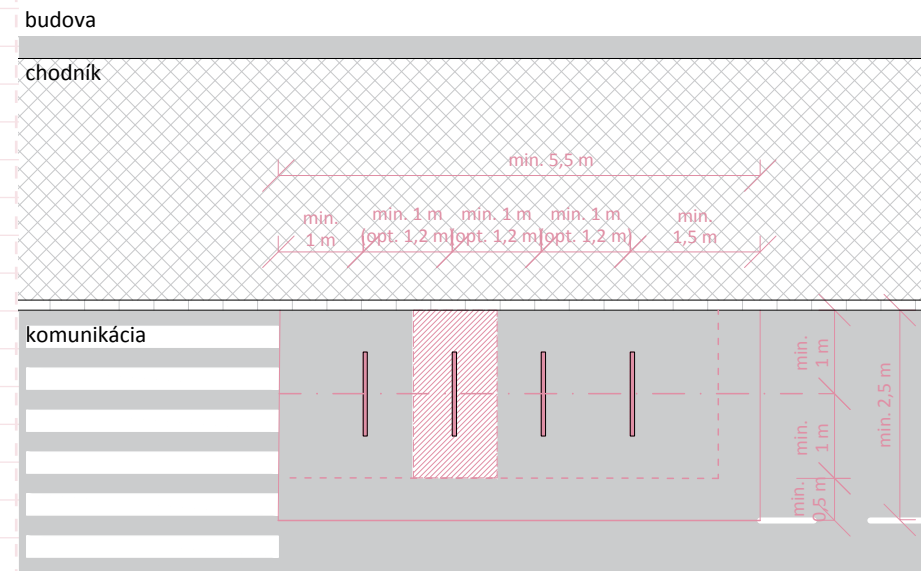 budova
chodník
min. 5,5 m
min.
1 m
min. 1 m
(opt. 1,2 m)
min. 1 m
(opt. 1,2 m)
min. 1 m
(opt. 1,2 m)
min.
1,5 m
komunikácia
min.
1 m
min. 2,5 m
min.
1 m
min.
0,5 m